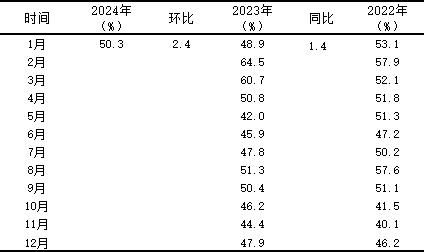 时间 2024年（%） 环比 2023年（%） 同比 2022年（%）
1月 50.3 2.4 48.9 1.4 53.1
2月 64.5 57.9
3月 60.7 52.1
4月 50.8 51.8
5月 42.0 51.3
6月 45.9 47.2
7月 47.8 50.2
8月 51.3 57.6
9月 50.4 51.1
10月 46.2 41.5
11月 44.4 40.1
12月 47.9 46.2